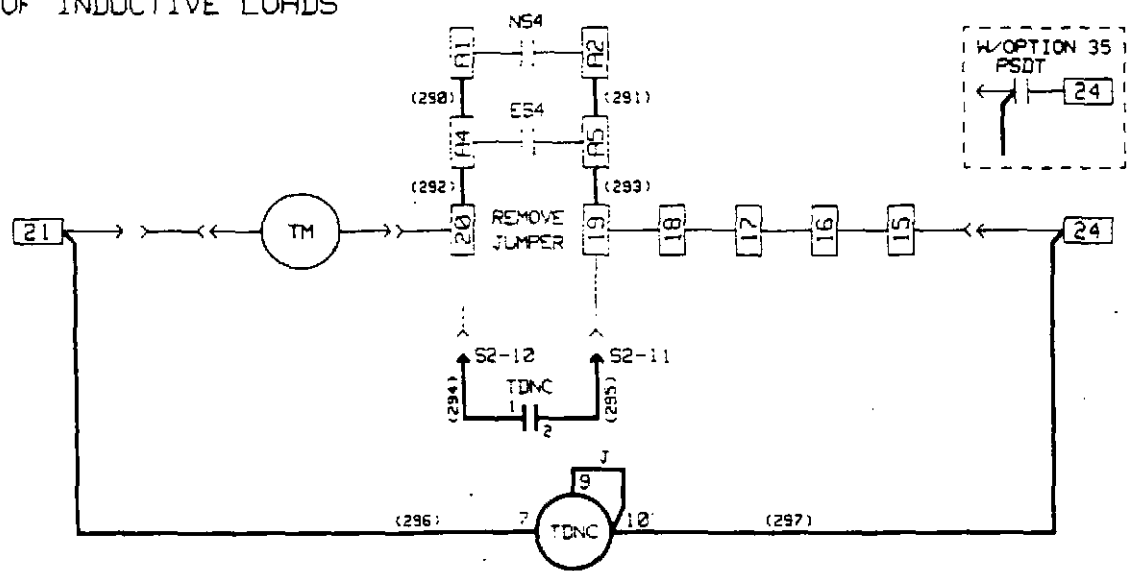 OF INDUCTIVE LOADS
NS4
A1
A2
W/OPTION 35
PSDT
24
(290)
(291)
ES4
A4
A5
(292)
(293)
21
TM
20
REMOVE
JUMPER
19
18
17
16
15
24
S2-10
S2-11
(294)
TDNC
1
2
(295)
J
9
(296)
7
TDNC
10
(297)